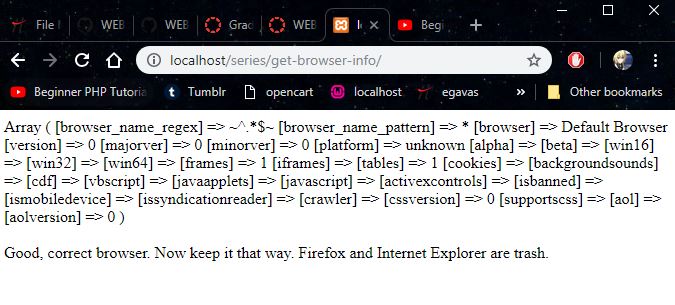 File
WEB
WEB
Grac
WEB
lo
Begi
localhost/series/get-browser-info/
Beginner PHP Tutoria
Tumblr
opencart
localhost
egavas
»
Other bookmarks
Array ( [browser_name_regex] => ~^.*$~ [browser_name_pattern] => * [browser] => Default Browser
[version] => 0 [majorver] => 0 [minorver] => 0 [platform] => unknown [alpha] => [beta] => [win16]
=> [win32] => [win64] => [frames] => 1 [iframes] => [tables] => 1 [cookies] => [backgroundsounds]
=> [cdf] => [vbscript] => [javaapplets] => [javascript] => [activexcontrols] => [isbanned] =>
[ismobiledevice] => [issyndicationreader] => [crawler] => [cssversion] => 0 [supportscss] => [aol] =>
[aolversion] => 0 )
Good, correct browser. Now keep it that way. Firefox and Internet Explorer are trash.